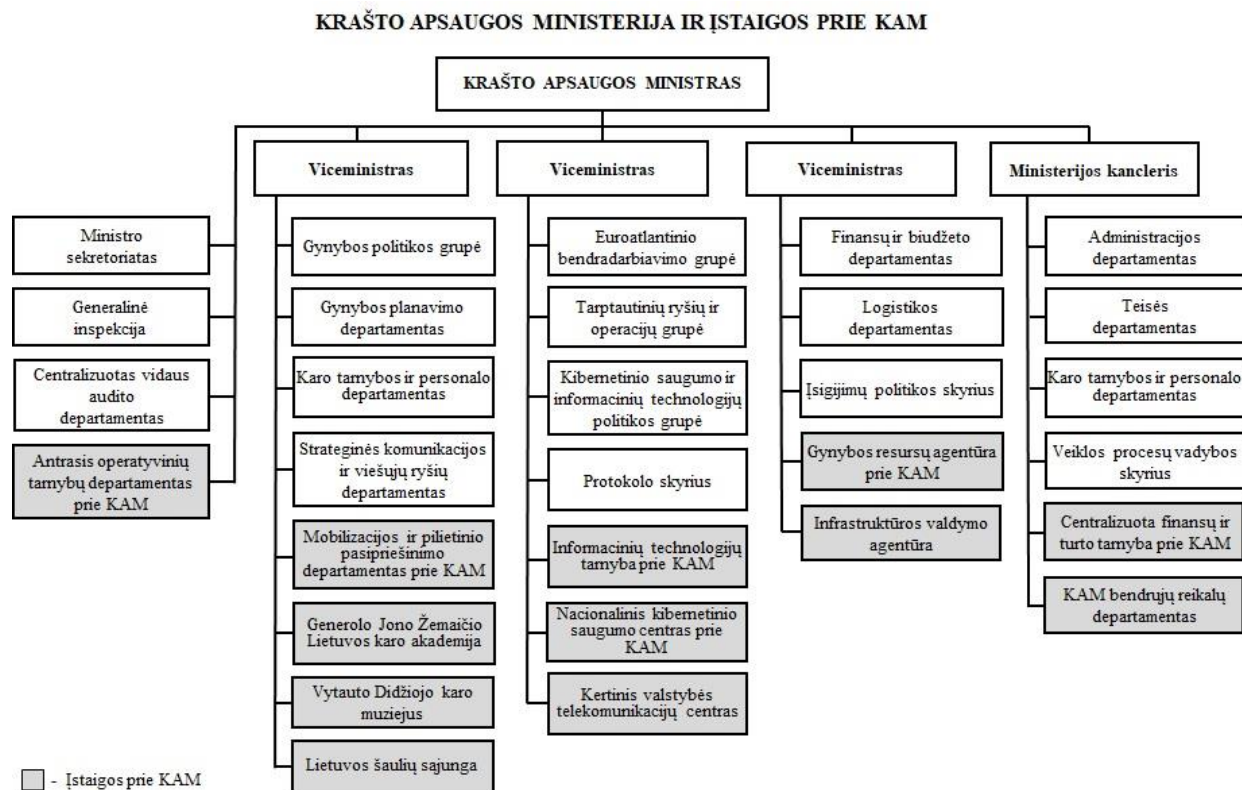 KRAŠTO APSAUGOS MINISTERIJA IR ĮSTAIGOS PRIE KAM
KRAŠTO APSAUGOS MINISTRAS
Viceministras
Viceministras
Viceministras
Ministerijos kancleris
Ministro
sekretoriatas
Generalinė
inspekcija
Centralizuotas vidaus
audito
departamentas
Antrasis operatyvinių
tarnybų departamentas
prie KAM
Gynybos politikos grupė
Gynybos planavimo
departamentas
Karo tarnybos ir personalo
departamentas
Strateginės komunikacijos
ir viešųjų ryšių
departamentas
Mobilizacijos ir pilietinio
pasipriešinimo
departamentas prie KAM
Generolo Jono Žemaičio
Lietuvos karo akademija
Vytauto Didžiojo karo
muziejus
Lietuvos šaulių sąjunga
Euroatlantinio
bendradarbiavimo grupė
Tarptautinių ryšių ir
operacijų grupė
Kibernetinio saugumo ir
informacinių technologijų
politikos grupė
Protokolo skyrius
Informacinių technologijų
tarnyba prie KAM
Nacionalinis kibernetinio
saugumo centras prie
KAM
Kertinis valstybės
telekomunikacijų centras
Finansų ir biudžeto
departamentas
Logistikos
departamentas
Įsigijimų politikos skyrius
Gynybos resursų agentūra
prie KAM
Infrastruktūros valdymo
agentūra
Administracijos
departamentas
Teisės
departamentas
Karo tarnybos ir personalo
departamentas
Veiklos procesų vadybos
skyrius
Centralizuota finansų ir
turto tarnyba prie KAM
KAM bendrujų reikalų
departamentas
- Įstaigos prie KAM